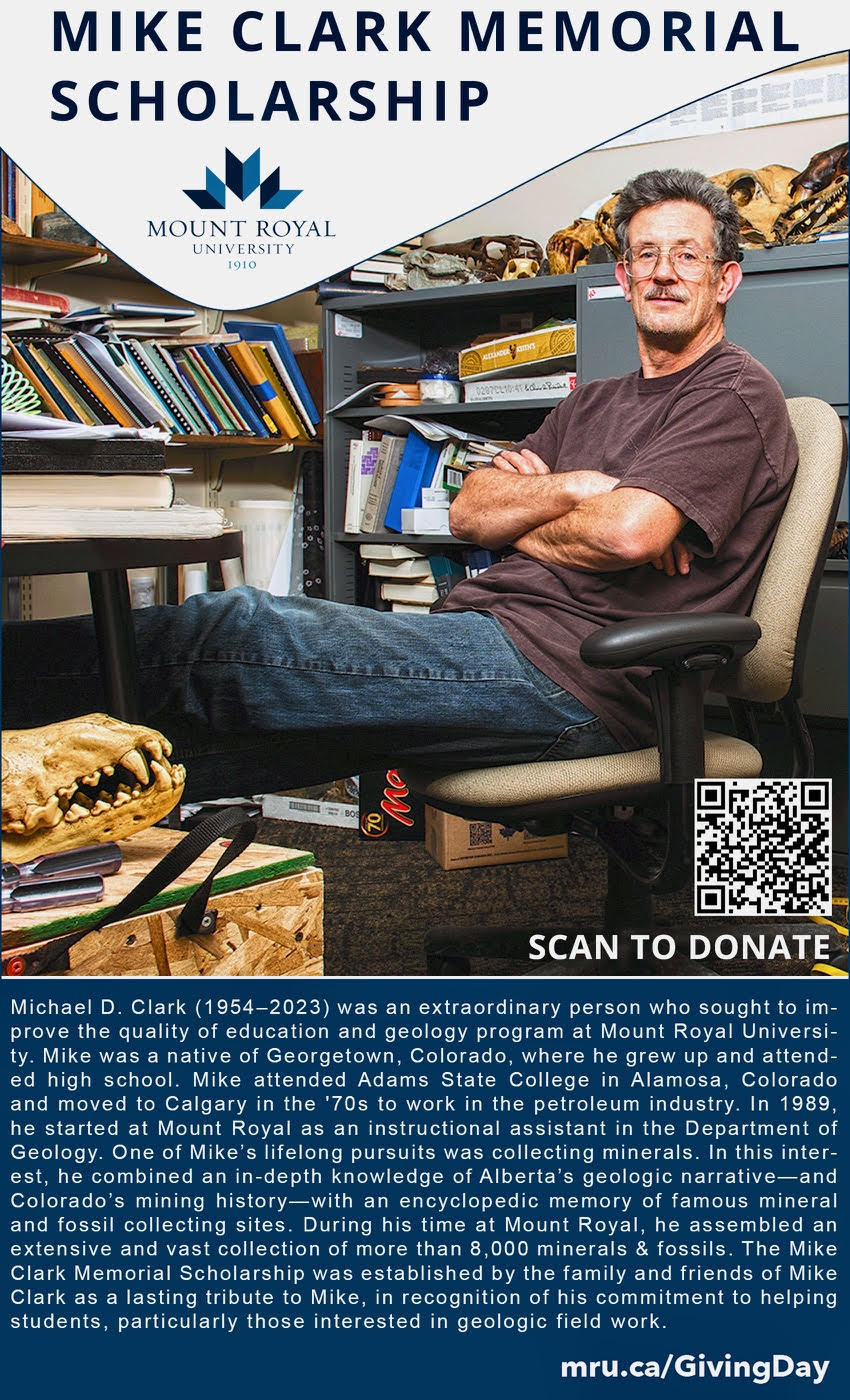 MIKE CLARK MEMORIAL
SCHOLARSHIP
MOUNT ROYAL
UNIVERSITY
1910
ALEXANDER KEITH'S
70
SCAN TO DONATE
Michael D. Clark (1954–2023) was an extraordinary person who sought to im-
prove the quality of education and geology program at Mount Royal Universi-
ty. Mike was a native of Georgetown, Colorado, where he grew up and attend-
ed high school. Mike attended Adams State College in Alamosa, Colorado
and moved to Calgary in the '70s to work in the petroleum industry. In 1989,
he started at Mount Royal as an instructional assistant in the Department of
Geology. One of Mike’s lifelong pursuits was collecting minerals. In this inter-
est, he combined an in-depth knowledge of Alberta’s geologic narrative—and
Colorado’s mining history—with an encyclopedic memory of famous mineral
and fossil collecting sites. During his time at Mount Royal, he assembled an
extensive and vast collection of more than 8,000 minerals & fossils. The Mike
Clark Memorial Scholarship was established by the family and friends of Mike
Clark as a lasting tribute to Mike, in recognition of his commitment to helping
students, particularly those interested in geologic field work.
mru.ca/GivingDay